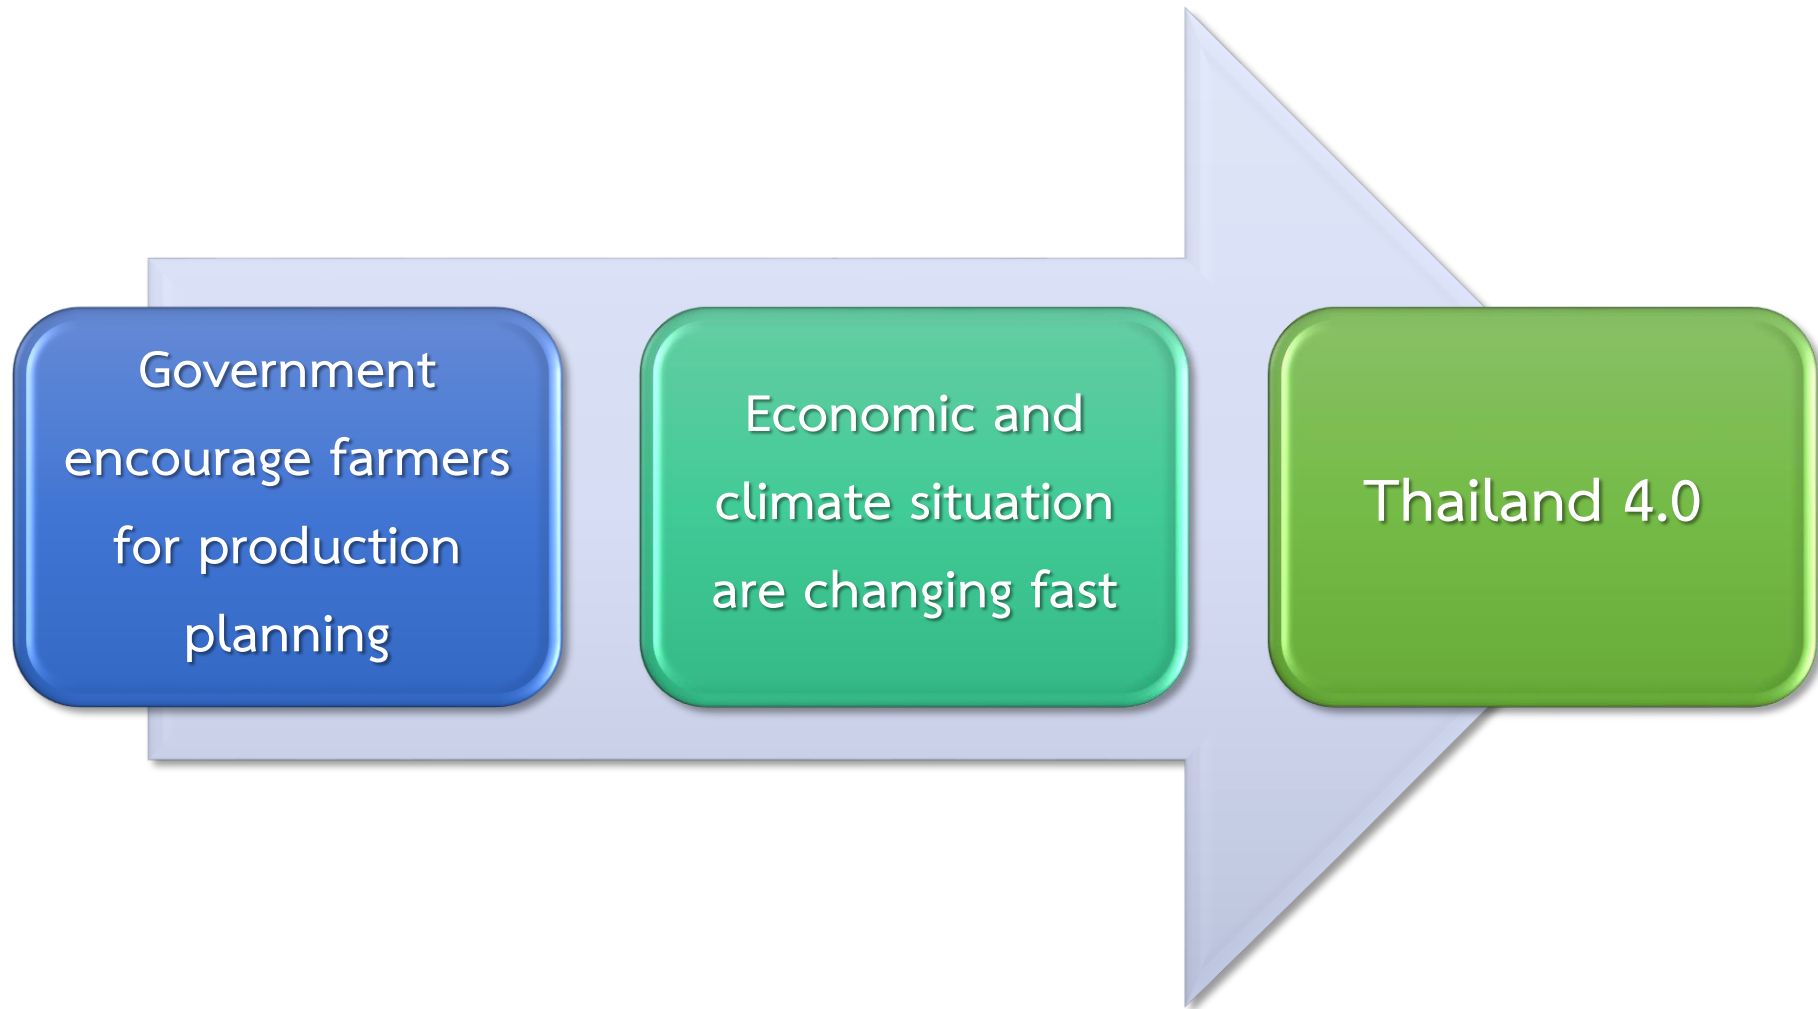 Government
encourage farmers
for production
planning
Economic and
climate situation
are changing fast
Thailand 4.0